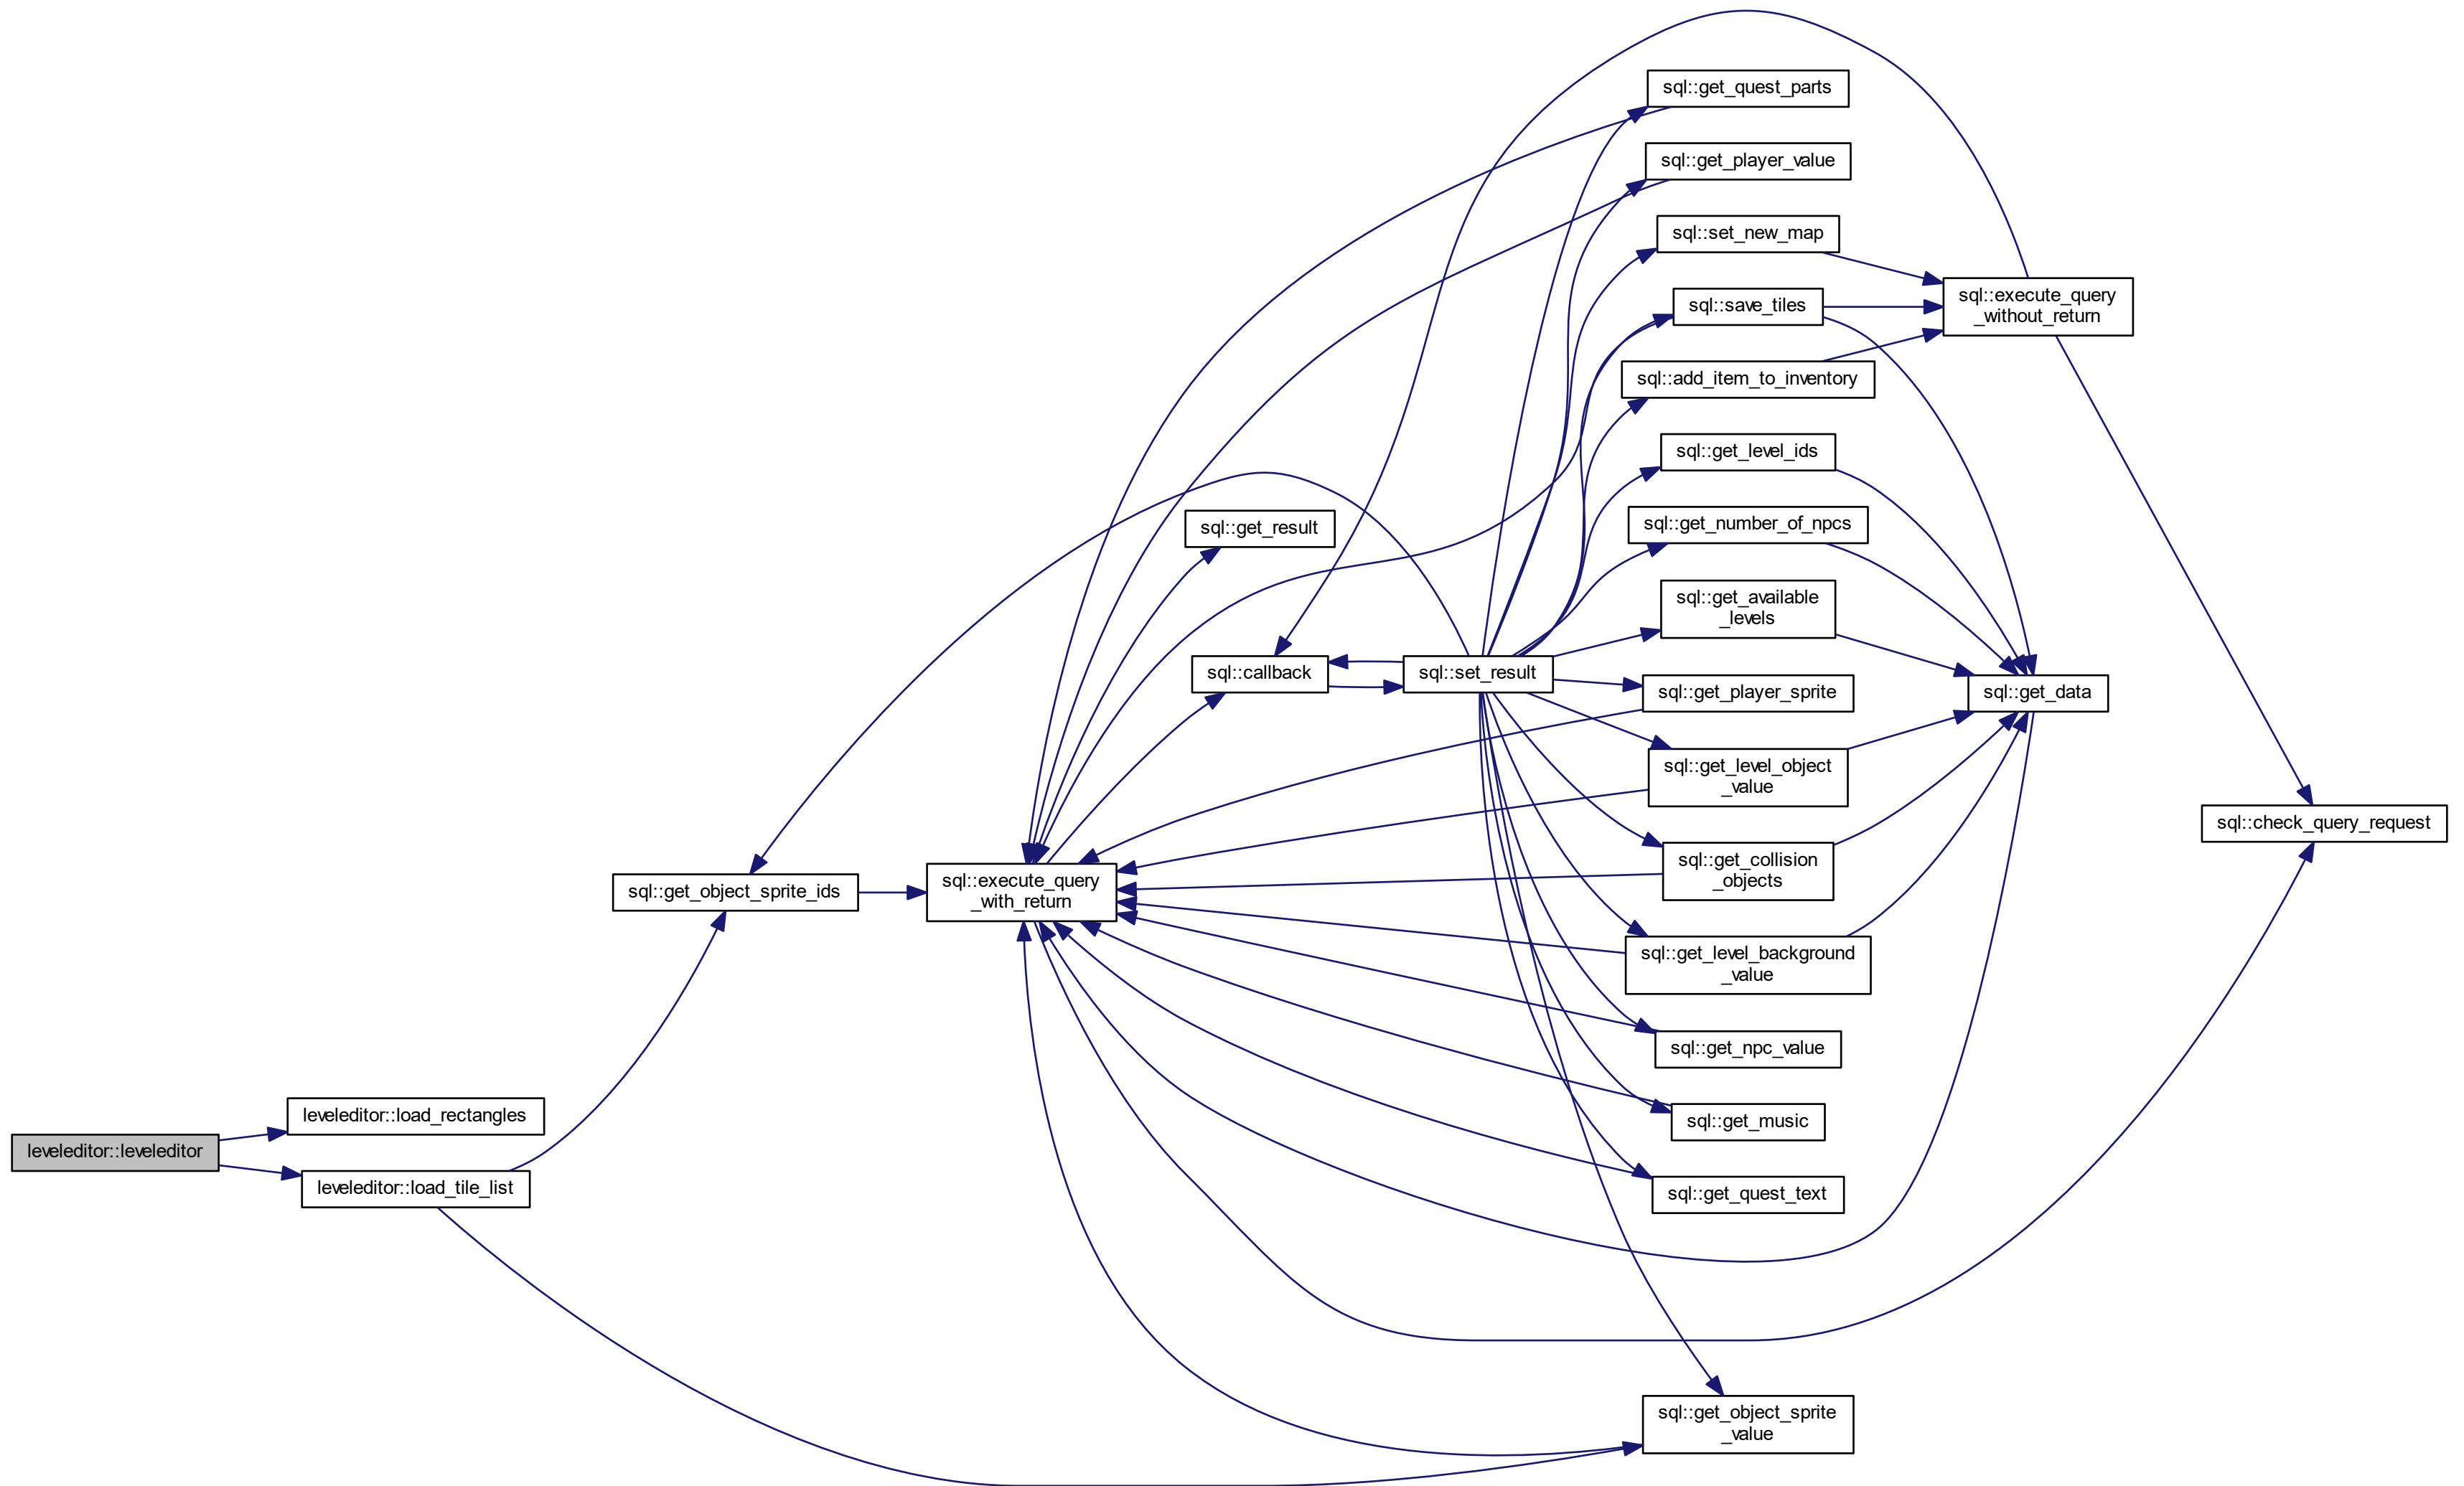 leveleditor::leveleditor
leveleditor::load_rectangles
leveleditor::load_tile_list
sql::get_object_sprite_ids
sql::execute_query
_with_return
sql::get_result
sql::callback
sql::set_result
sql::get_quest_parts
sql::get_player_value
sql::set_new_map
sql::save_tiles
sql::add_item_to_inventory
sql::get_level_ids
sql::get_number_of_npcs
sql::get_available
_levels
sql::get_player_sprite
sql::get_level_object
_value
sql::get_collision
_objects
sql::get_level_background
_value
sql::get_npc_value
sql::get_music
sql::get_quest_text
sql::get_object_sprite
_value
sql::execute_query
_without_return
sql::get_data
sql::check_query_request